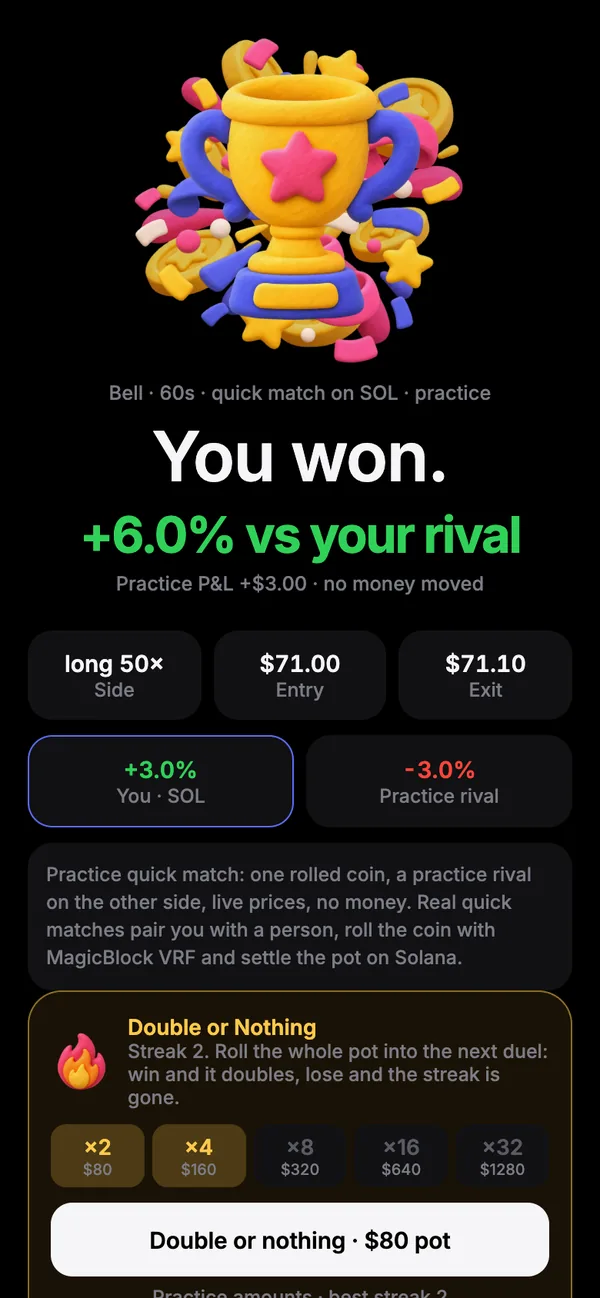 Bell · 60s · quick match on SOL · practice
You won.
+6.0% vs your rival
Practice P&L +$3.00 · no money moved
long 50×
Side
$71.00
Entry
$71.10
Exit
+3.0%
You · SOL
-3.0%
Practice rival
Practice quick match: one rolled coin, a practice rival
on the other side, live prices, no money. Real quick
matches pair you with a person, roll the coin with
MagicBlock VRF and settle the pot on Solana.
Double or Nothing
Streak 2. Roll the whole pot into the next duel:
win and it doubles, lose and the streak is
gone.
×2
$80
×4
$160
×8
$320
×16
$640
×32
$1280
Double or nothing · $80 pot
Practice amounts · best streak 2